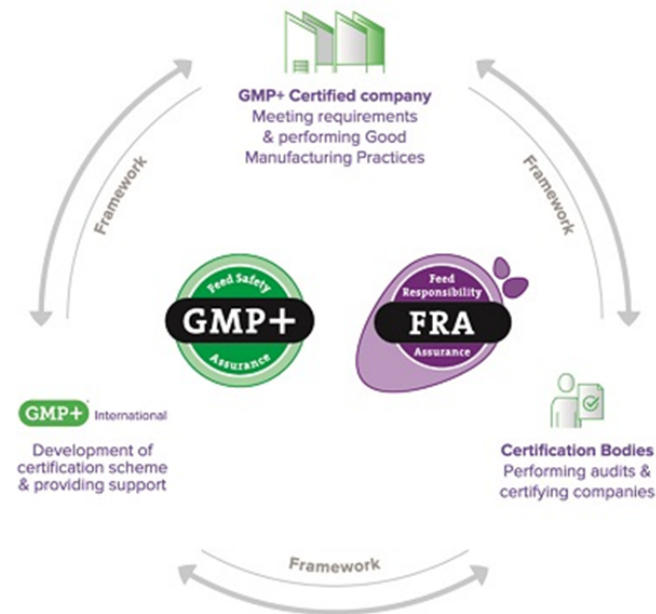 GMP+ Certified company
Meeting requirements
& performing Good
Manufacturing Practices
Framework
Framework
Feed Safety
GMP+
Assurance
Feed
Responsibility
FRA
Assurance
GMP+ International
Development of
certification scheme
& providing support
Certification Bodies
Performing audits &
certifying companies
Framework